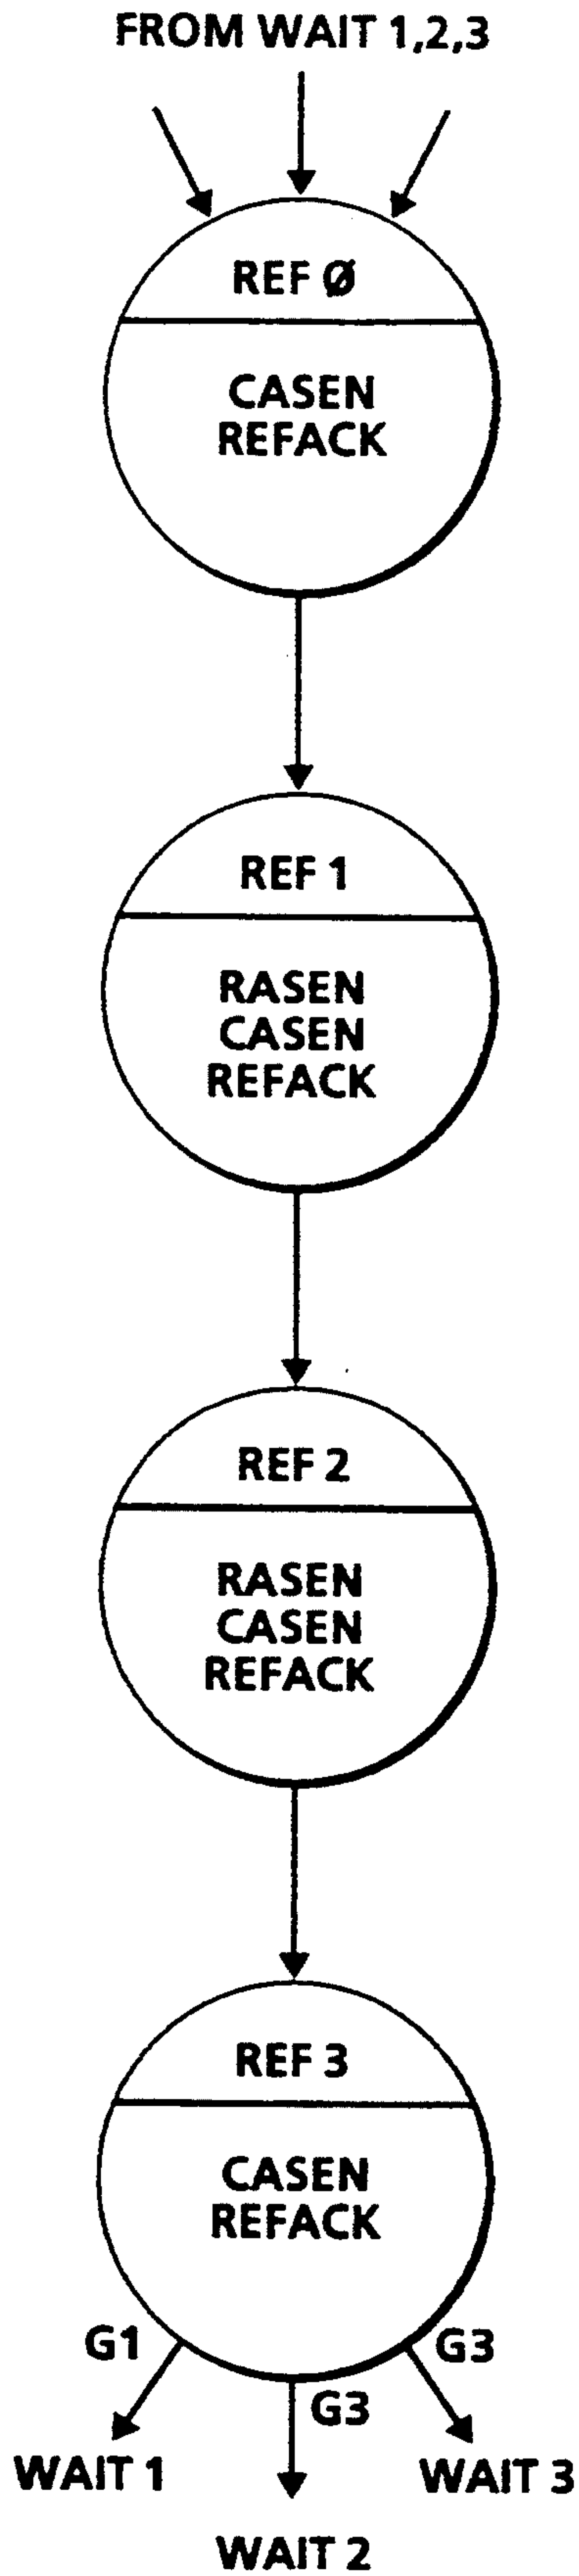 FROM WAIT 1,2,3
REF Ø
CASEN
REFACK
REF 1
RASEN
CASEN
REFACK
REF 2
RASEN
CASEN
REFACK
REF 3
CASEN
REFACK
G1
G3
G3
WAIT 1
WAIT 3
WAIT 2